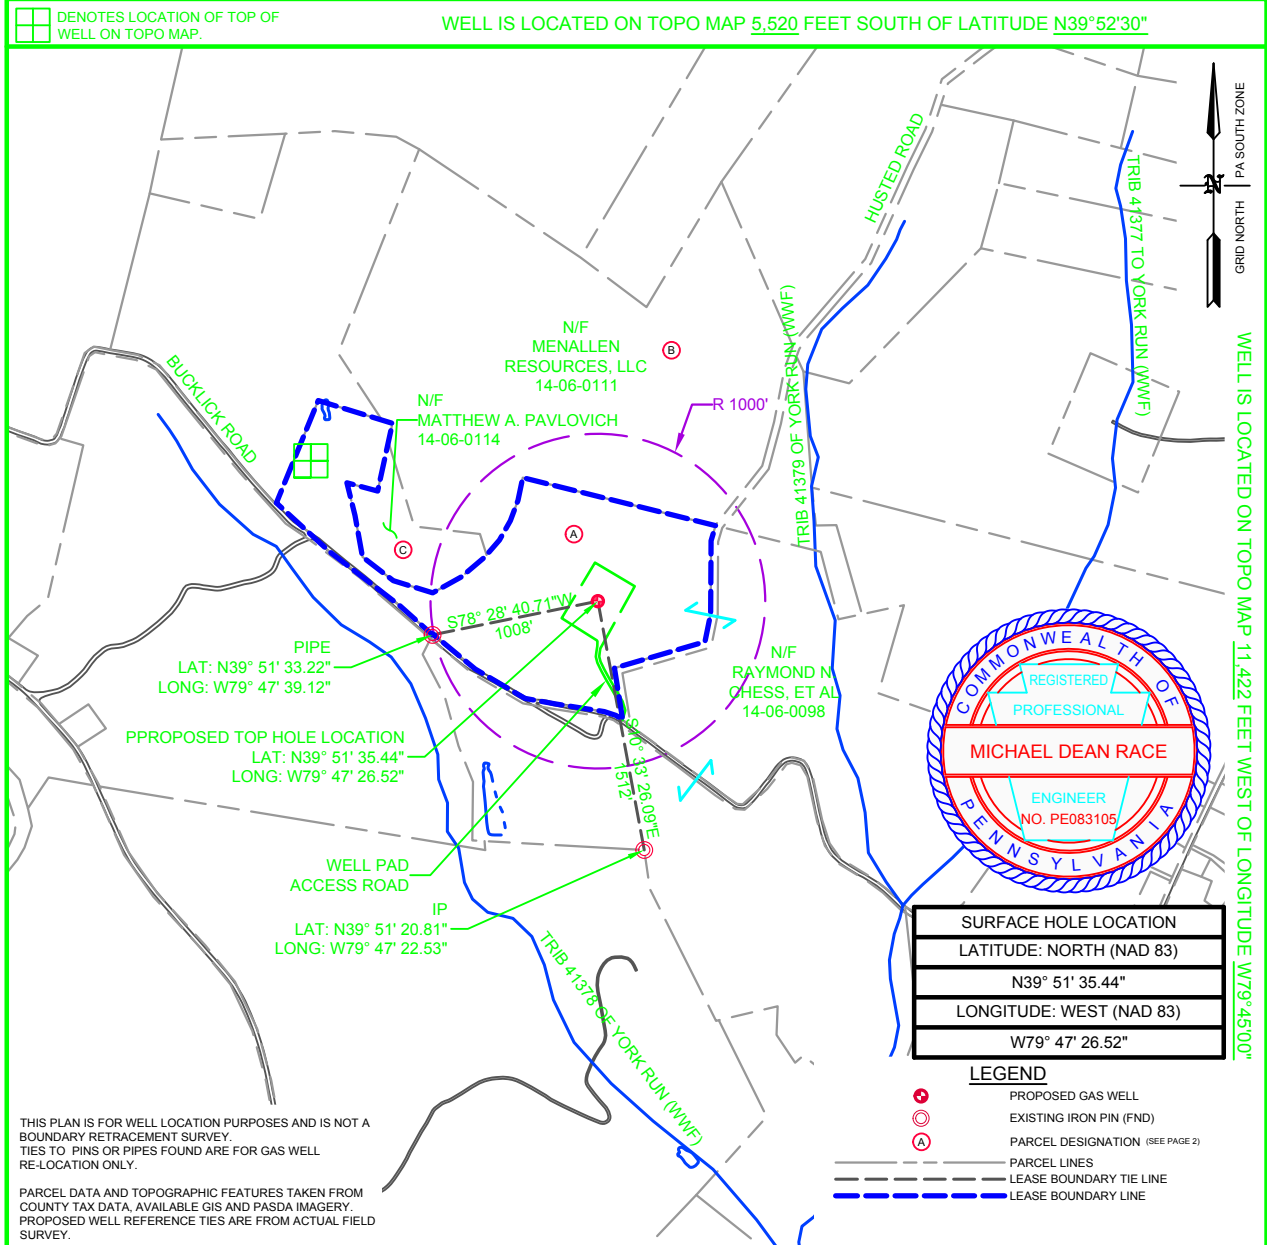 DENOTES LOCATION OF TOP OF
WELL ON TOPO MAP.
WELL IS LOCATED ON TOPO MAP 5,520 FEET SOUTH OF LATITUDE N39°52'30"
GRID NORTH PA SOUTH ZONE
N
HUSTED ROAD
TRIB 41377 TO YORK RUN (WWF)
TRIB 41379 OF YORK RUN (WWF)
WELL IS LOCATED ON TOPO MAP 11,422 FEET WEST OF LONGITUDE W79°45'00"
N/F
MENALLEN
RESOURCES, LLC
14-06-0111
B
BUCKLICK ROAD
N/F
MATTHEW A. PAVLOVICH
14-06-0114
R 1000'
A
C
S78° 28' 40.71"W
1008'
PIPE
LAT: N39° 51' 33.22"
LONG: W79° 47' 39.12"
N/F
RAYMOND N.
CHESS, ET AL
14-06-0098
PPROPOSED TOP HOLE LOCATION
LAT: N39° 51' 35.44"
LONG: W79° 47' 26.52"
1512'
WELL PAD
ACCESS ROAD
IP
LAT: N39° 51' 20.81"
LONG: W79° 47' 22.53"
TRIB 41378 OF YORK RUN (WWF)
COMMONWEALTH OF
REGISTERED
PROFESSIONAL
MICHAEL DEAN RACE
ENGINEER
NO. PE083105
PENNSYLVANIA
SURFACE HOLE LOCATION
LATITUDE: NORTH (NAD 83)
N39° 51' 35.44"
LONGITUDE: WEST (NAD 83)
W79° 47' 26.52"
LEGEND
PROPOSED GAS WELL
EXISTING IRON PIN (FND)
A PARCEL DESIGNATION (SEE PAGE 2)
PARCEL LINES
LEASE BOUNDARY TIE LINE
LEASE BOUNDARY LINE
THIS PLAN IS FOR WELL LOCATION PURPOSES AND IS NOT A
BOUNDARY RETRACEMENT SURVEY.
TIES TO PINS OR PIPES FOUND ARE FOR GAS WELL
RE-LOCATION ONLY.
PARCEL DATA AND TOPOGRAPHIC FEATURES TAKEN FROM
COUNTY TAX DATA, AVAILABLE GIS AND PASDA IMAGERY.
PROPOSED WELL REFERENCE TIES ARE FROM ACTUAL FIELD
SURVEY.